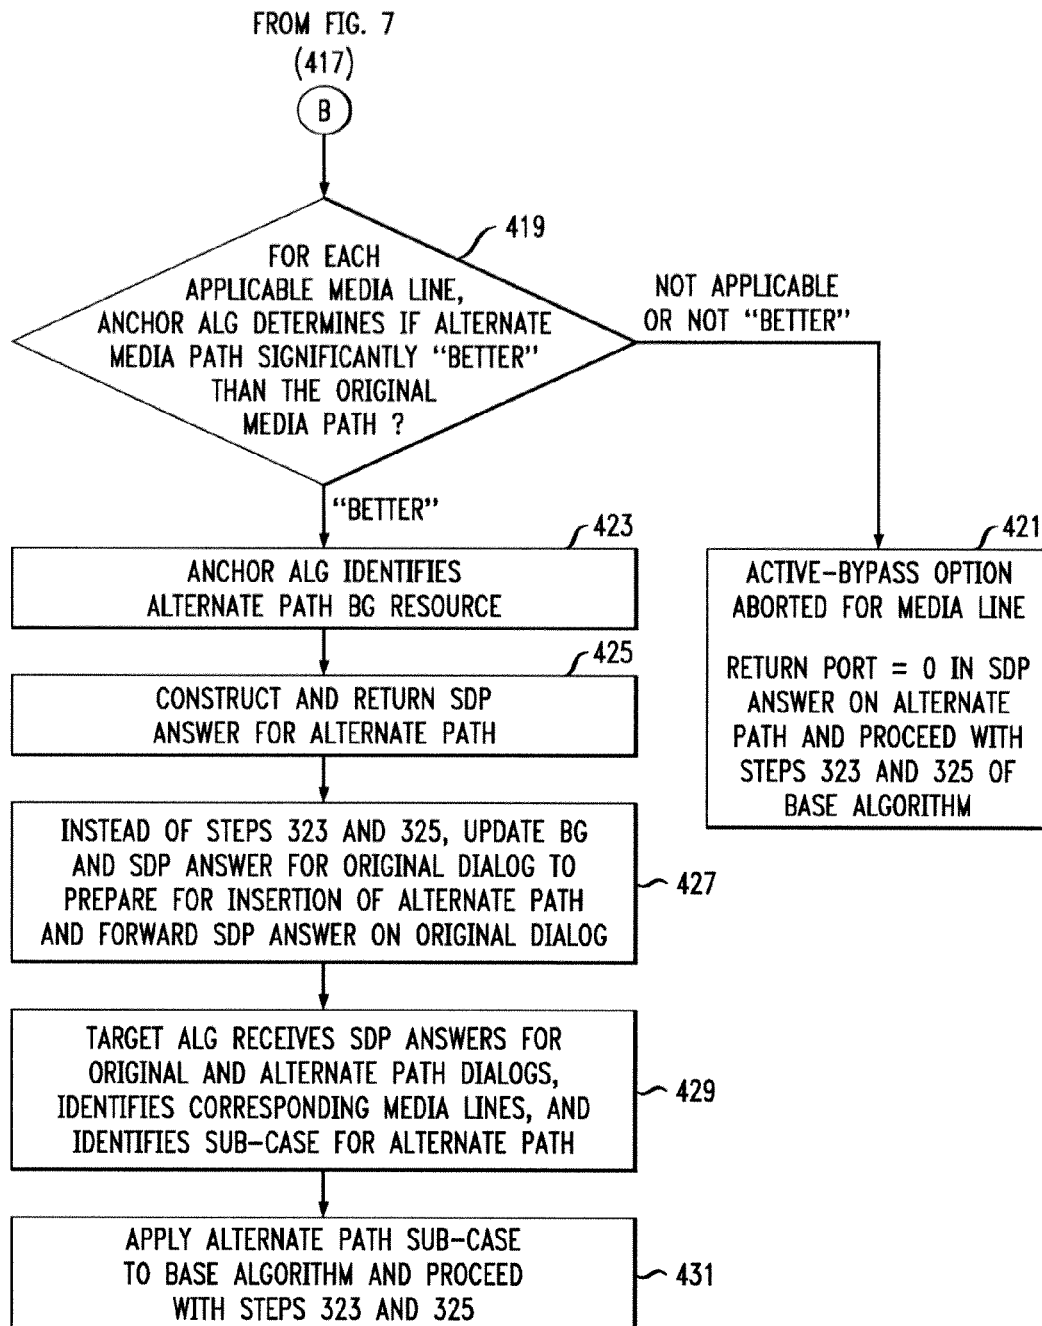 FROM FIG. 7
(417)
B
419
FOR EACH
APPLICABLE MEDIA LINE,
ANCHOR ALG DETERMINES IF ALTERNATE
MEDIA PATH SIGNIFICANTLY “BETTER”
THAN THE ORIGINAL
MEDIA PATH ?
NOT APPLICABLE
OR NOT “BETTER”
“BETTER”
423
ANCHOR ALG IDENTIFIES
ALTERNATE PATH BG RESOURCE
421
ACTIVE-BYPASS OPTION
ABORTED FOR MEDIA LINE
RETURN PORT = 0 IN SDP
ANSWER ON ALTERNATE
PATH AND PROCEED WITH
STEPS 323 AND 325 OF
BASE ALGORITHM
425
CONSTRUCT AND RETURN SDP
ANSWER FOR ALTERNATE PATH
INSTEAD OF STEPS 323 AND 325, UPDATE BG
AND SDP ANSWER FOR ORIGINAL DIALOG TO
PREPARE FOR INSERTION OF ALTERNATE PATH
AND FORWARD SDP ANSWER ON ORIGINAL DIALOG
427
TARGET ALG RECEIVES SDP ANSWERS FOR
ORIGINAL AND ALTERNATE PATH DIALOGS,
IDENTIFIES CORRESPONDING MEDIA LINES, AND
IDENTIFIES SUB-CASE FOR ALTERNATE PATH
429
APPLY ALTERNATE PATH SUB-CASE
TO BASE ALGORITHM AND PROCEED
WITH STEPS 323 AND 325
431